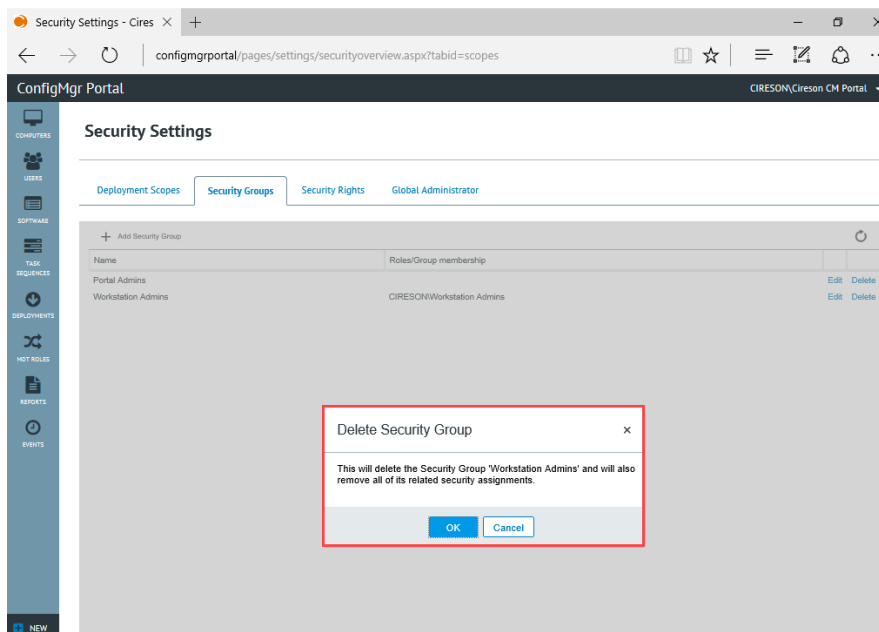 Security Settings - Cires
configmgrportal/pages/settings/securityoverview.aspx?tabid=scopes
ConfigMgr Portal
CIRESON\Cireson CM Portal
COMPUTERS
USERS
SOFTWARE
TASK
SEQUENCES
DEPLOYMENTS
MDT ROLES
REPORTS
EVENTS
NEW
Security Settings
Deployment Scopes Security Groups Security Rights Global Administrator
Add Security Group
Name Roles/Group membership
Portal Admins Edit Delete
Workstation Admins CIRESON\Workstation Admins Edit Delete
Delete Security Group
This will delete the Security Group 'Workstation Admins' and will also
remove all of its related security assignments.
OK Cancel